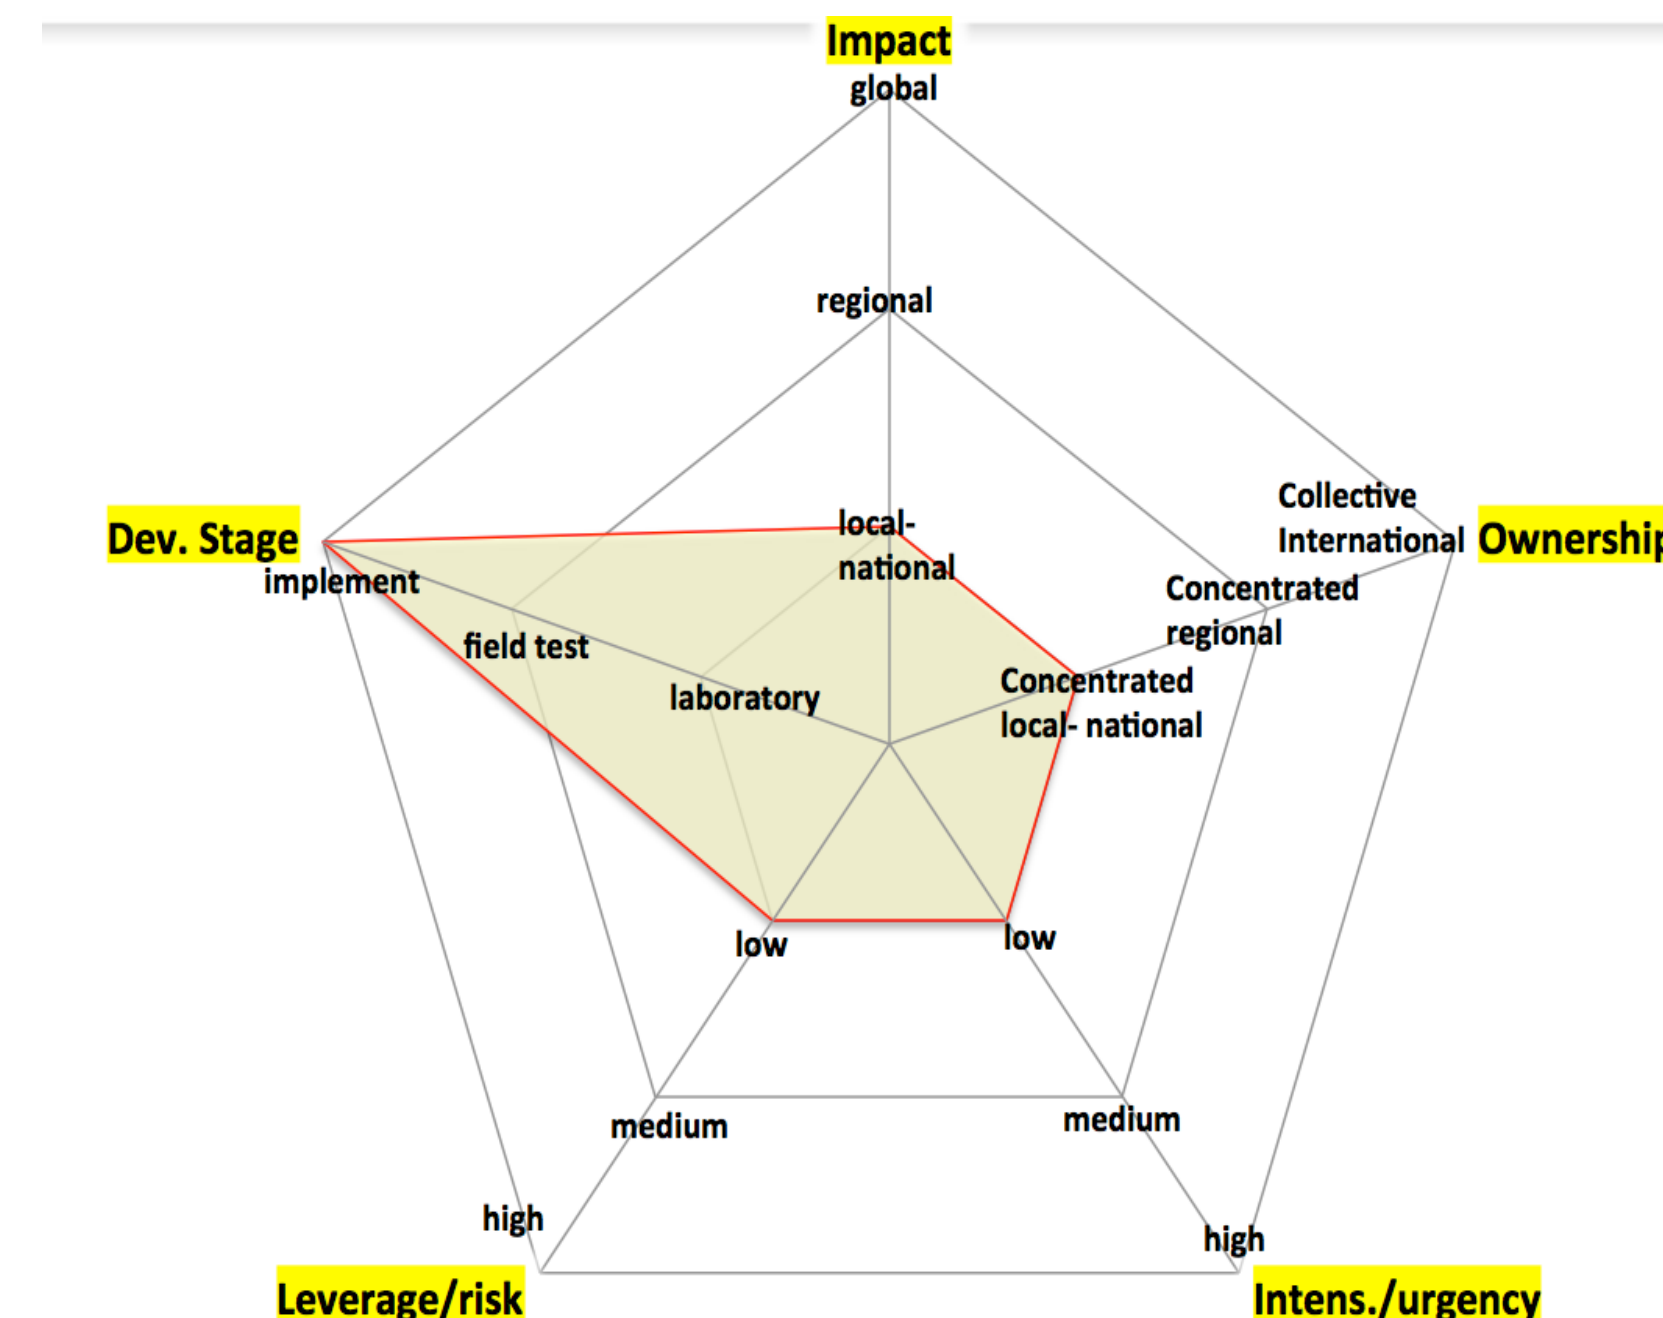 Impact
global
regional
local-
national
Collective
International
Ownership
Concentrated
regional
Concentrated
local- national
Dev. Stage
implement
field test
laboratory
low
low
medium
medium
high
high
Leverage/risk
Intens./urgency